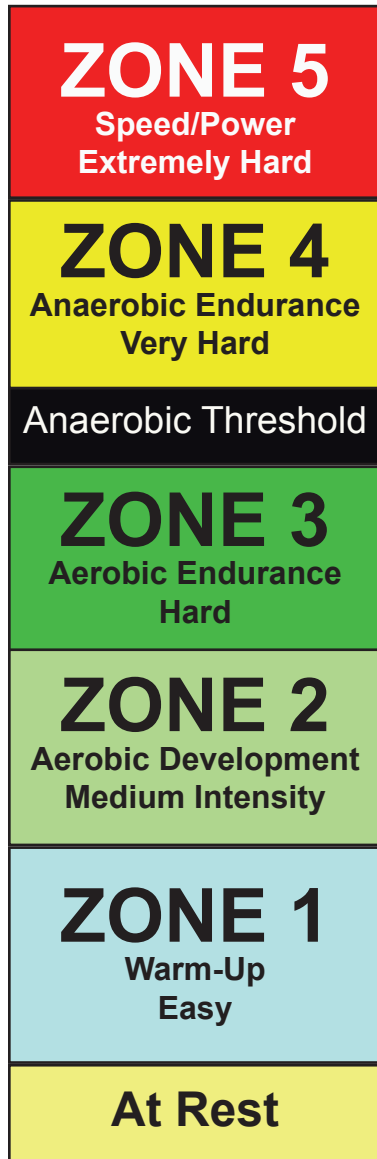 ZONE 5
Speed/Power
Extremely Hard
ZONE 4
Anaerobic Endurance
Very Hard
Anaerobic Threshold
ZONE 3
Aerobic Endurance
Hard
ZONE 2
Aerobic Development
Medium Intensity
ZONE 1
Warm-Up
Easy
At Rest